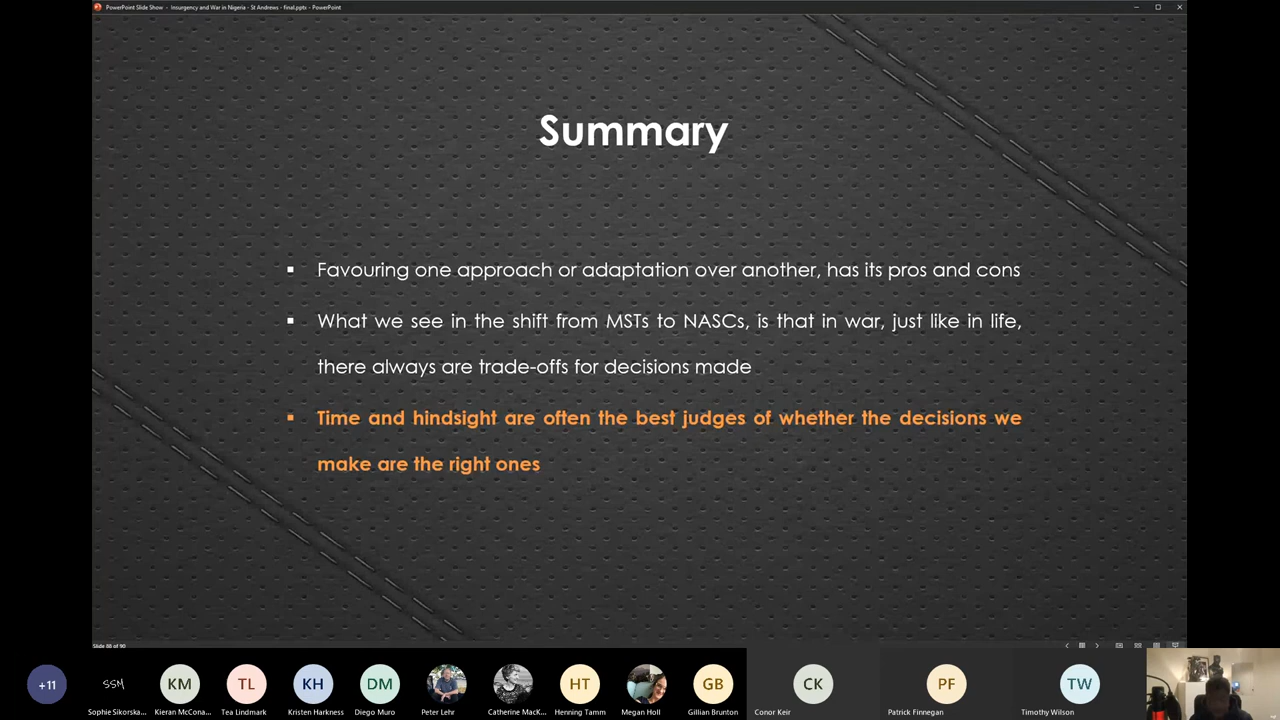 PowerPoint Slide Show - Insurgency and War in Nigeria - St Andrews - final.pptx - PowerPoint
Summary
▪ Favouring one approach or adaptation over another, has its pros and cons
▪ What we see in the shift from MSTs to NASCs, is that in war, just like in life,
there always are trade-offs for decisions made
▪ Time and hindsight are often the best judges of whether the decisions we
make are the right ones
+11
SSM
KM
TL
KH
DM
HT
GB
CK
PF
TW
Sophie Sikorska...
Kieran McCona...
Tea Lindmark
Kristen Harkness
Diego Muro
Peter Lehr
Catherine MacK...
Henning Tamm
Megan Holl
Gillian Brunton
Conor Keir
Patrick Finnegan
Timothy Wilson